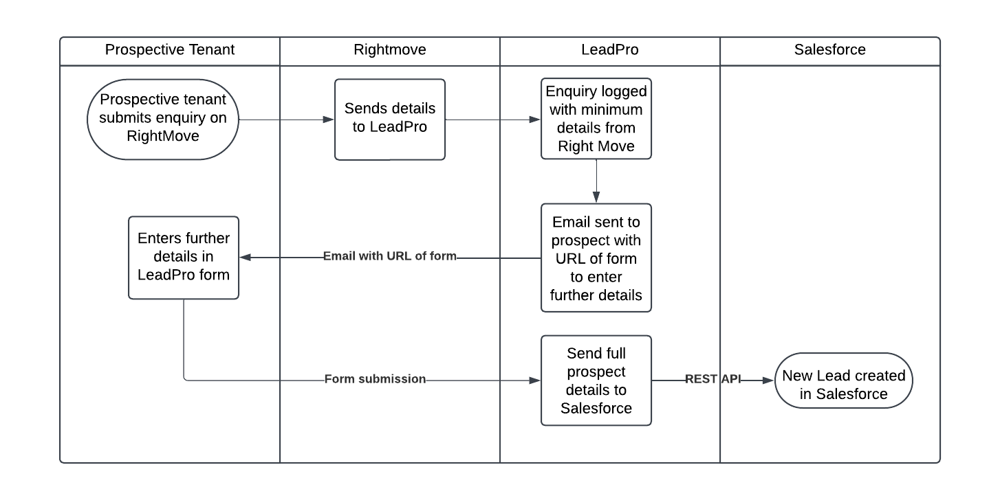 Prospective Tenant
Rightmove
LeadPro
Salesforce
Prospective tenant
submits enquiry on
RightMove
Sends details
to LeadPro
Enquiry logged
with minimum
details from
Right Move
Enters further
details in
LeadPro form
Email with URL of form
Email sent to
prospect with
URL of form
to enter
further details
Form submission
Send full
prospect
details to
Salesforce
REST API
New Lead created
in Salesforce